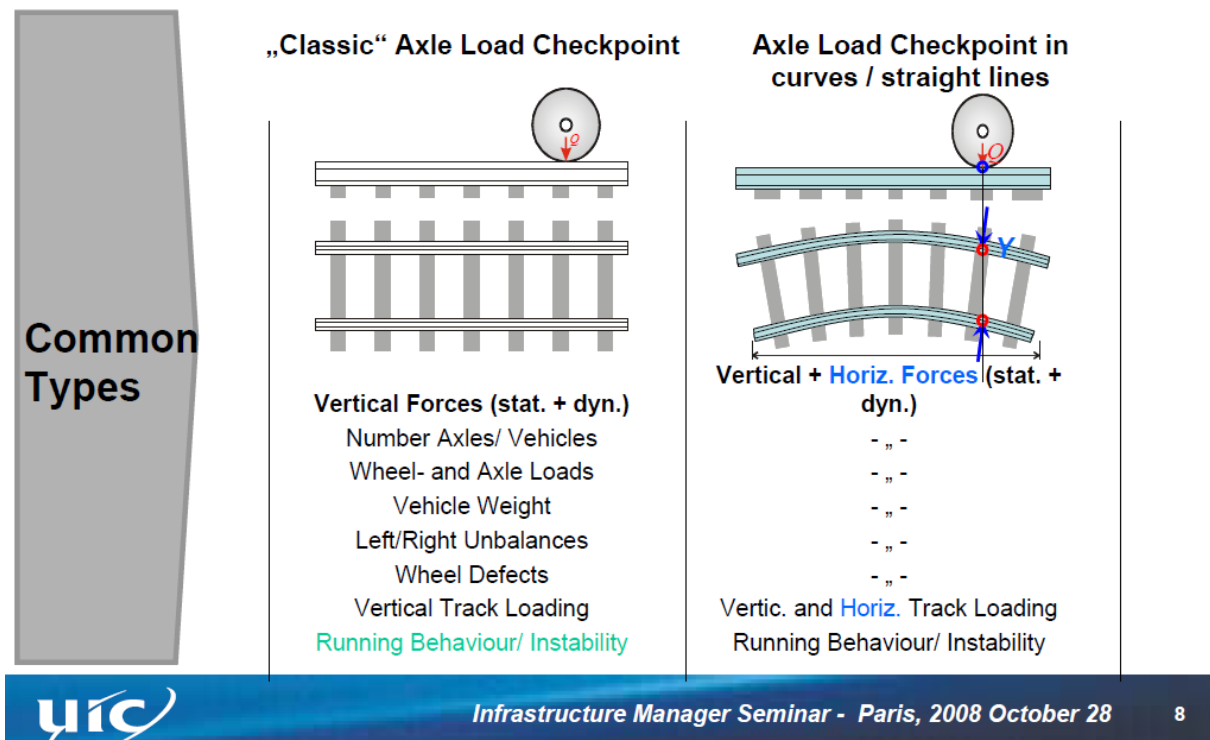 Common
Types
„Classic“ Axle Load Checkpoint
Q
Vertical Forces (stat. + dyn.)
Number Axles/ Vehicles
Wheel- and Axle Loads
Vehicle Weight
Left/Right Unbalances
Wheel Defects
Vertical Track Loading
Running Behaviour/ Instability
Axle Load Checkpoint in
curves / straight lines
Q
Y
Vertical + Horiz. Forces (stat. +
dyn.)
- „ -
- „ -
- „ -
- „ -
- „ -
Vertic. and Horiz. Track Loading
Running Behaviour/ Instability
uic
Infrastructure Manager Seminar - Paris, 2008 October 28
8